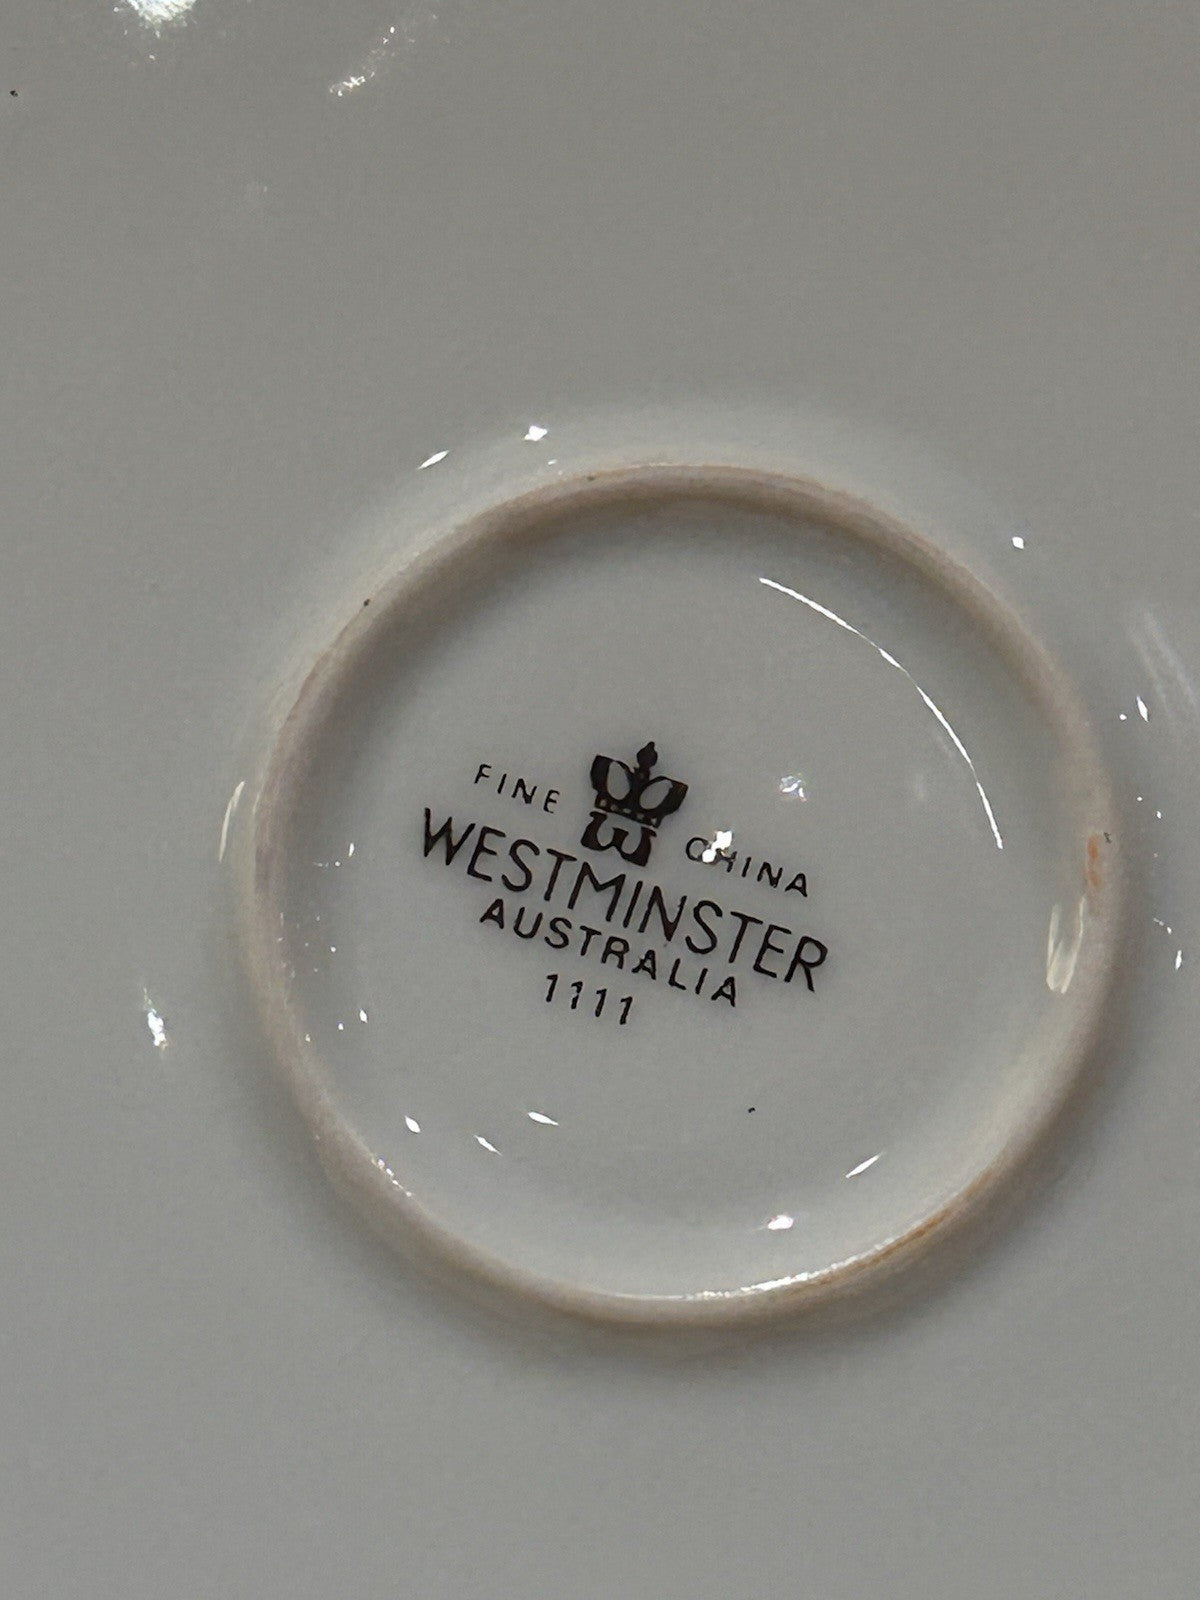 FINE W CHINA
WESTMINSTER
AUSTRALIA
1111